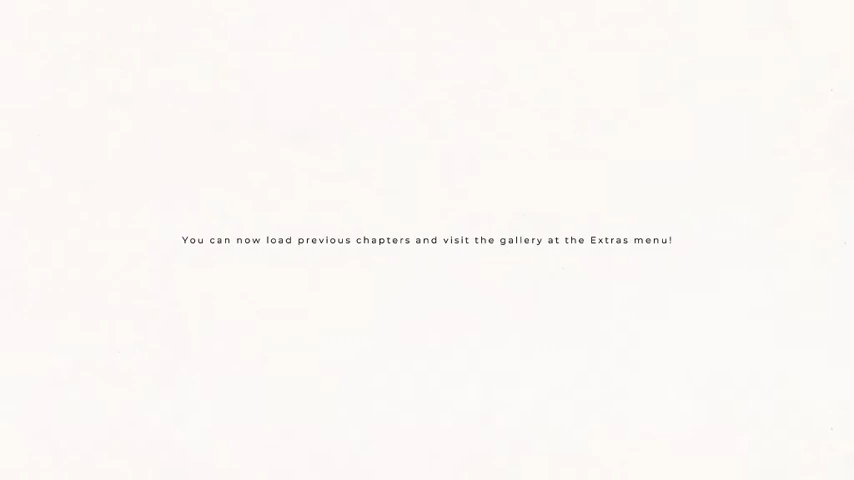 You can now load previous chapters and visit the gallery at the Extras menu!